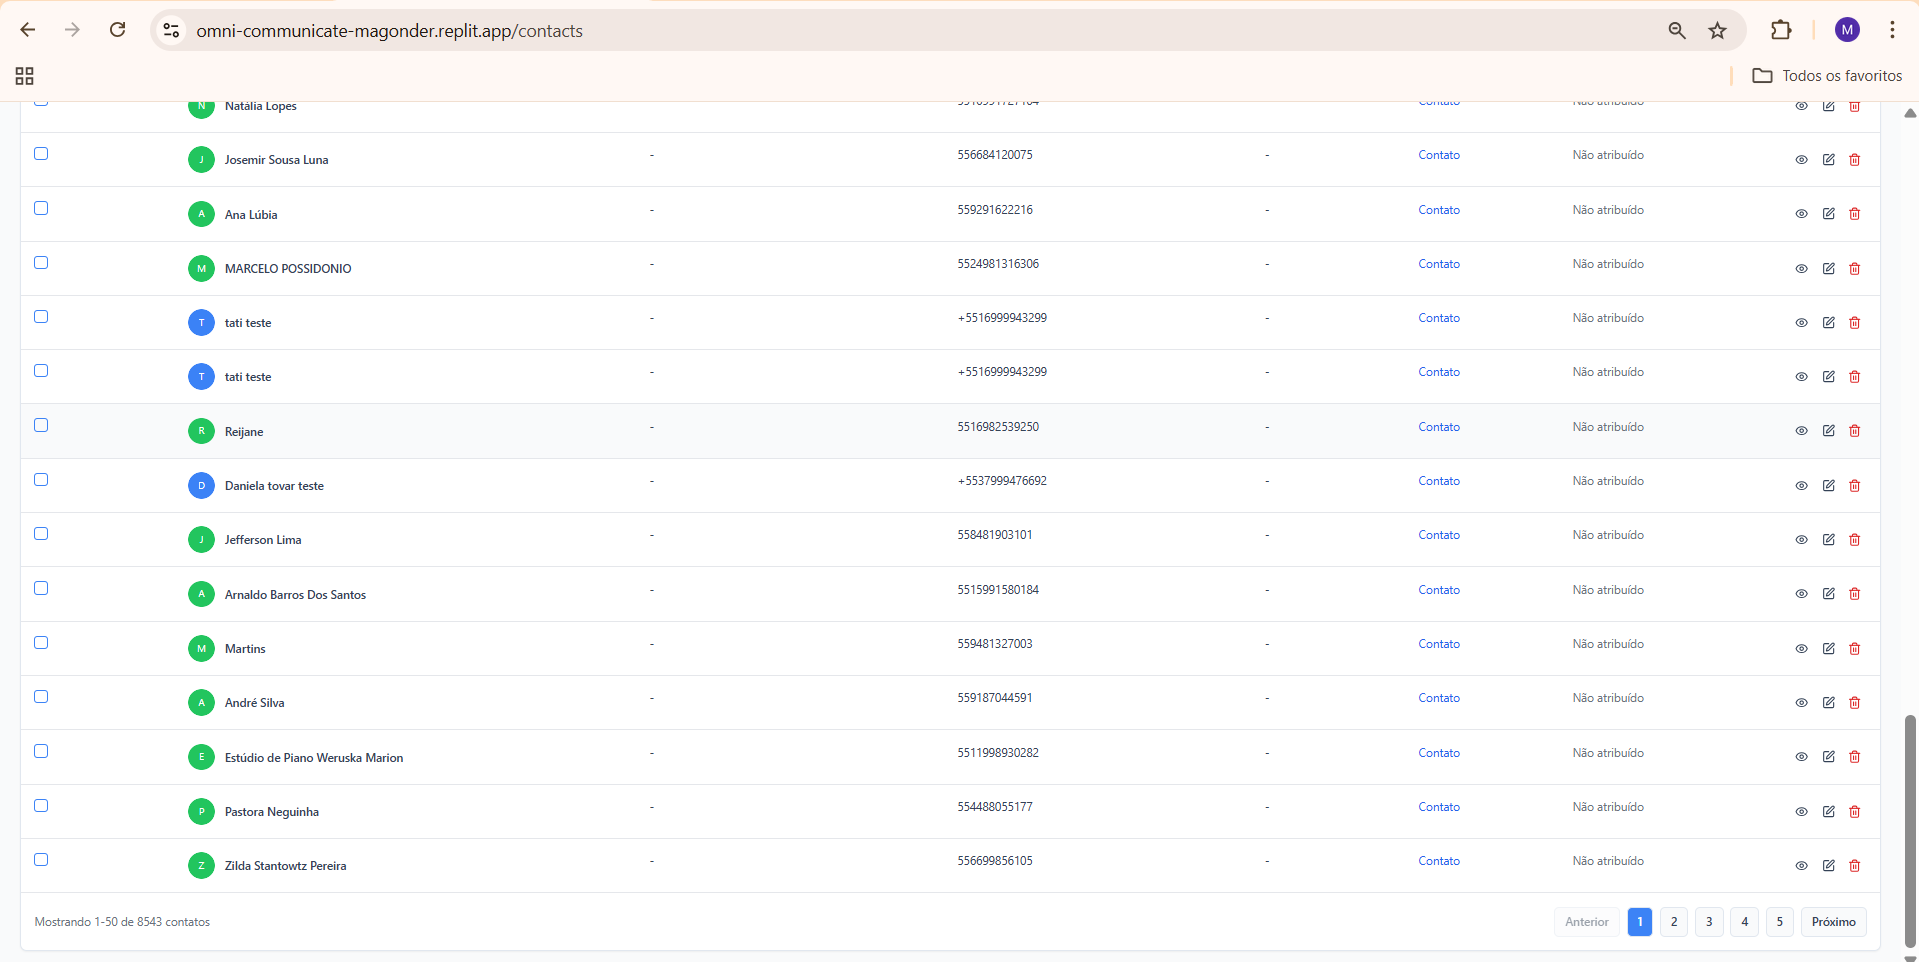 omni-communicate-magonder.replit.app/contacts
M
Todos os favoritos
N Natália Lopes Contato Não atribuído
J Josemir Sousa Luna - 556684120075 - Contato Não atribuído
A Ana Lúbia - 559291622216 - Contato Não atribuído
M MARCELO POSSIDONIO - 5524981316306 - Contato Não atribuído
T tati teste - +5516999943299 - Contato Não atribuído
T tati teste - +5516999943299 - Contato Não atribuído
R Reijane - 5516982539250 - Contato Não atribuído
D Daniela tovar teste - +5537999476692 - Contato Não atribuído
J Jefferson Lima - 558481903101 - Contato Não atribuído
A Arnaldo Barros Dos Santos - 5515991580184 - Contato Não atribuído
M Martins - 559481327003 - Contato Não atribuído
A André Silva - 559187044591 - Contato Não atribuído
E Estúdio de Piano Weruska Marion - 5511998930282 - Contato Não atribuído
P Pastora Neguinha - 554488055177 - Contato Não atribuído
Z Zilda Stantowtz Pereira - 556699856105 - Contato Não atribuído
Mostrando 1-50 de 8543 contatos Anterior 1 2 3 4 5 Próximo